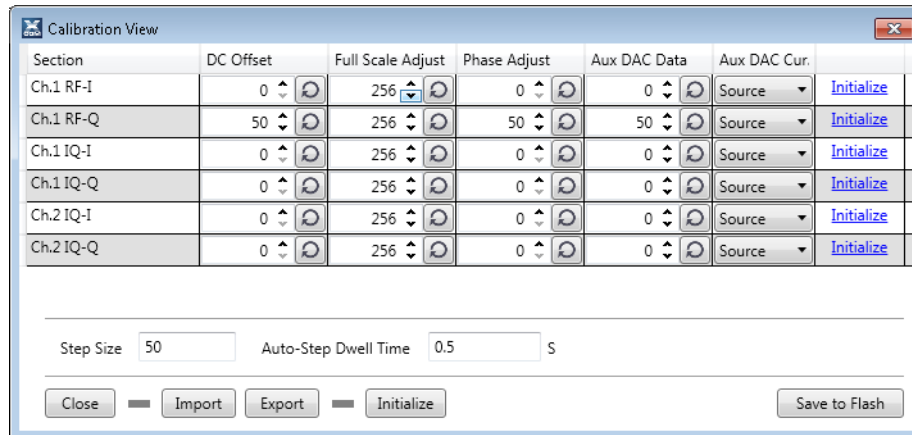 Calibration View
Section DC Offset Full Scale Adjust Phase Adjust Aux DAC Data Aux DAC Cur.
Ch.1 RF-I 0 256 0 0 Source Initialize
Ch.1 RF-Q 50 256 50 50 Source Initialize
Ch.1 IQ-I 0 256 0 0 Source Initialize
Ch.1 IQ-Q 0 256 0 0 Source Initialize
Ch.2 IQ-I 0 256 0 0 Source Initialize
Ch.2 IQ-Q 0 256 0 0 Source Initialize
Step Size 50 Auto-Step Dwell Time 0.5 S
Close Import Export Initialize Save to Flash